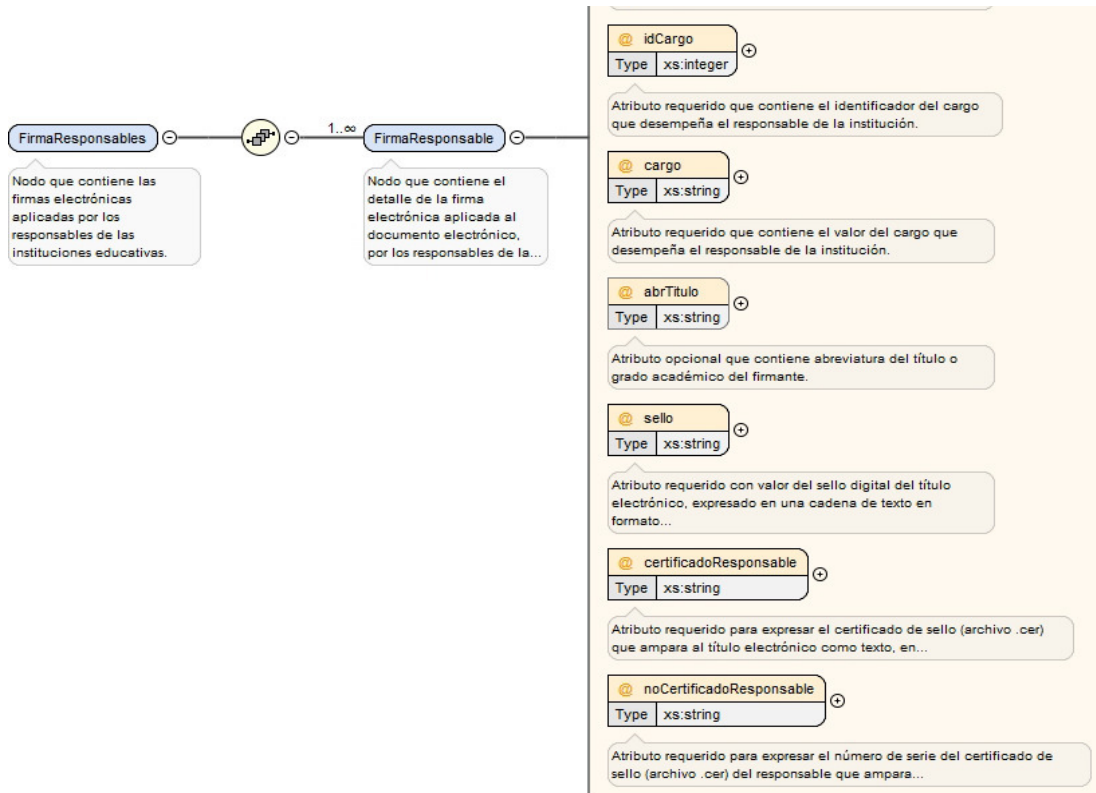 FirmaResponsables
1..∞
FirmaResponsable
Nodo que contiene las
firmas electrónicas
aplicadas por los
responsables de las
instituciones educativas.
Nodo que contiene el
detalle de la firma
electrónica aplicada al
documento electrónico,
por los responsables de la...
@ idCargo
Type xs:integer
Atributo requerido que contiene el identificador del cargo
que desempeña el responsable de la institución.
@ cargo
Type xs:string
Atributo requerido que contiene el valor del cargo que
desempeña el responsable de la institución.
@ abrTitulo
Type xs:string
Atributo opcional que contiene abreviatura del título o
grado académico del firmante.
@ sello
Type xs:string
Atributo requerido con valor del sello digital del título
electrónico, expresado en una cadena de texto en
formato...
@ certificadoResponsable
Type xs:string
Atributo requerido para expresar el certificado de sello (archivo .cer)
que ampara al título electrónico como texto, en...
@ noCertificadoResponsable
Type xs:string
Atributo requerido para expresar el número de serie del certificado de
sello (archivo .cer) del responsable que ampara...